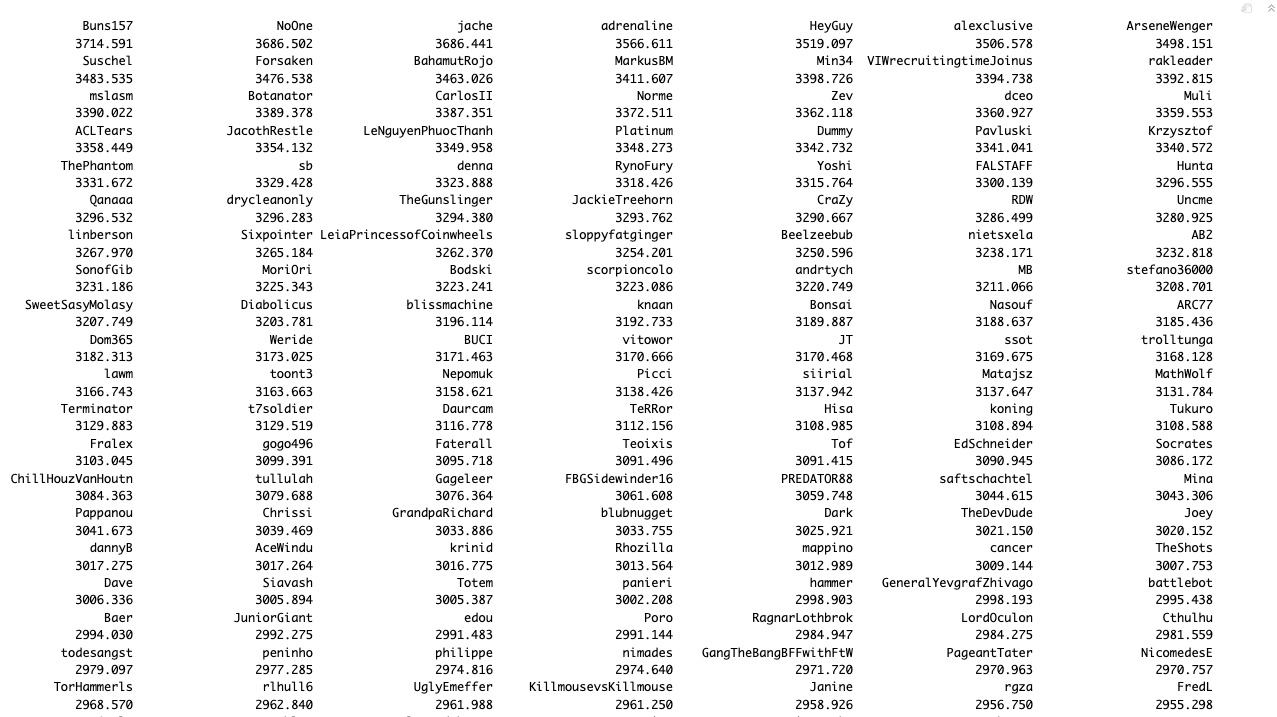 Buns157 NoOne jache adrenaline HeyGuy alexclusive ArseneWenger
3714.591 3686.502 3686.441 3566.611 3519.097 3506.578 3498.151
Suschel Forsaken BahamutRojo MarkusBM Min34 VIWrecruitingtimeJoinus rakleader
3483.535 3476.538 3463.026 3411.607 3398.726 3394.738 3392.815
mslasm Botanator CarlosII Norme Zev dceo Muli
3390.022 3389.378 3387.351 3372.511 3362.118 3360.927 3359.553
ACLTears JacothRestle LeNguyenPhuocThanh Platinum Dummy Pavluski Krzysztof
3358.449 3354.132 3349.958 3348.273 3342.732 3341.041 3340.572
ThePhantom sb denna RynoFury Yoshi FALSTAFF Hunta
3331.672 3329.428 3323.888 3318.426 3315.764 3300.139 3296.555
Qanaaa drycleanonly TheGunslinger JackieTreehorn CraZy RDW Uncme
3296.532 3296.283 3294.380 3293.762 3290.667 3286.499 3280.925
linberson Sixpointer LeiaPrincessofCoinwheels sloppyfatginger Beelzeebub nietsxela AB2
3267.970 3265.184 3262.370 3254.201 3250.596 3238.171 3232.818
SonofGib MoriOri Bodski scorpioncolo andrtych MB stefano36000
3231.186 3225.343 3223.241 3223.086 3220.749 3211.066 3208.701
SweetSasyMolasy Diabolicus blissmachine knaan Bonsai Nasouf ARC77
3207.749 3203.781 3196.114 3192.733 3189.887 3188.637 3185.436
Dom365 Weride BUCI vitowor JT ssot trolltunga
3182.313 3173.025 3171.463 3170.666 3170.468 3169.675 3168.128
lawm toont3 Nepomuk Picci siirial Matajsz MathWolf
3166.743 3163.663 3158.621 3138.426 3137.942 3137.647 3131.784
Terminator t7soldier Daurcam TeRRor Hisa koning Tukuro
3129.883 3129.519 3116.778 3112.156 3108.985 3108.894 3108.588
Fralex gogo496 Faterall Teoixis Tof EdSchneider Socrates
3103.045 3099.391 3095.718 3091.496 3091.415 3090.945 3086.172
ChillHouzVanHoutn tullulah Gageleer FBGSidewinder16 PREDATOR88 saftschachtel Mina
3084.363 3079.688 3076.364 3061.608 3059.748 3044.615 3043.306
Pappanou Chrissi GrandpaRichard blubnugget Dark TheDevDude Joey
3041.673 3039.469 3033.886 3033.755 3025.921 3021.150 3020.152
dannyB AceWindu krinid Rhozilla mappino cancer TheShots
3017.275 3017.264 3016.775 3013.564 3012.989 3009.144 3007.753
Dave Siavash Totem panieri hammer GeneralYevgrafZhivago battlebot
3006.336 3005.894 3005.387 3002.208 2998.903 2998.193 2995.438
Baer JuniorGiant edou Poro RagnarLothbrok LordOculon Cthulhu
2994.030 2992.275 2991.483 2991.144 2984.947 2984.275 2981.559
todesangst peninho philippe nimades GangTheBangBFFwithFtW PageantTater NicomedesE
2979.097 2977.285 2974.816 2974.640 2971.720 2970.963 2970.757
TorHammerls rlhull6 UglyEmeffer KillmousevsKillmouse Janine rgza FredL
2968.570 2962.840 2961.988 2961.250 2958.926 2956.750 2955.298